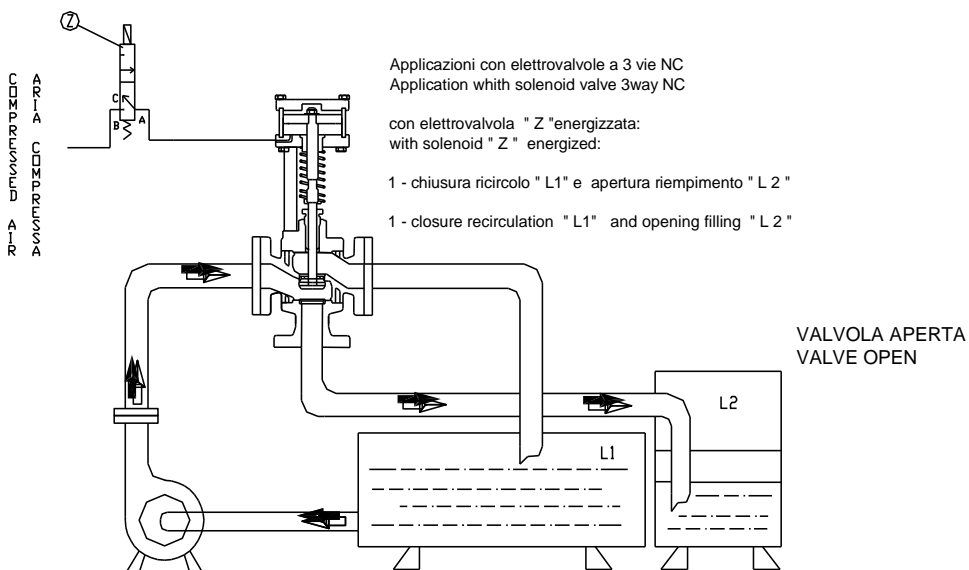 Z
C
B A
ARIA COMPRESSA
COMPRESSED AIR
Applicazioni con elettrovalvole a 3 vie NC
Application whith solenoid valve 3way NC
con elettrovalvola " Z "energizzata:
with solenoid " Z " energized:
1 - chiusura ricircolo " L1" e apertura riempimento " L 2 "
1 - closure recirculation "L1" and opening filling " L 2 "
VALVOLA APERTA
VALVE OPEN
L2
L1